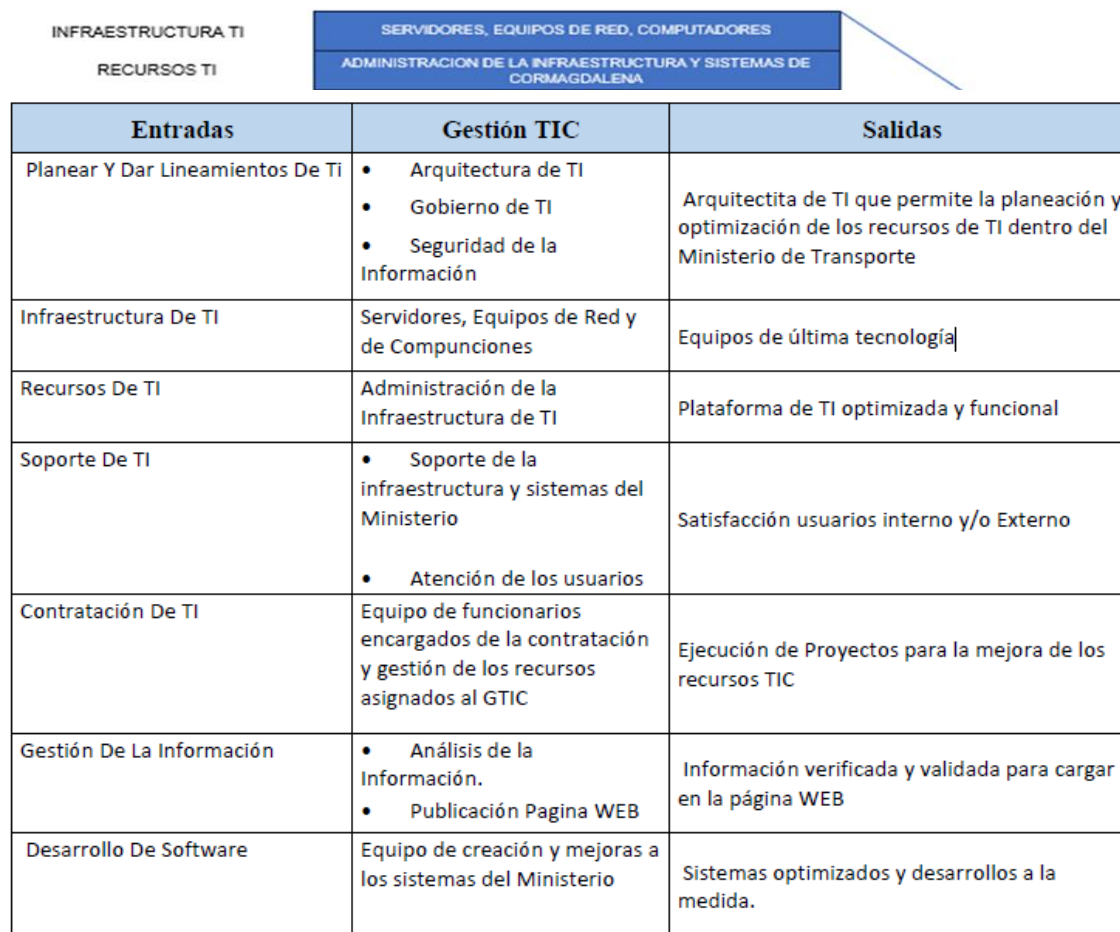 INFRAESTRUCTURA TI
SERVIDORES, EQUIPOS DE RED, COMPUTADORES
RECURSOS TI
ADMINISTRACION DE LA INFRAESTRUCTURA Y SISTEMAS DE
CORMAGDALENA
Entradas
Gestión TIC
Salidas
Planear Y Dar Lineamientos De Ti
• Arquitectura de TI
• Gobierno de TI
• Seguridad de la
Información
Arquitectita de TI que permite la planeación y
optimización de los recursos de TI dentro del
Ministerio de Transporte
Infraestructura De TI
Servidores, Equipos de Red y
de Compunciones
Equipos de última tecnología
Recursos De TI
Administración de la
Infraestructura de TI
Plataforma de TI optimizada y funcional
Soporte De TI
• Soporte de la
infraestructura y sistemas del
Ministerio
• Atención de los usuarios
Satisfacción usuarios interno y/o Externo
Contratación De TI
Equipo de funcionarios
encargados de la contratación
y gestión de los recursos
asignados al GTIC
Ejecución de Proyectos para la mejora de los
recursos TIC
Gestión De La Información
• Análisis de la
Información.
• Publicación Pagina WEB
Información verificada y validada para cargar
en la página WEB
Desarrollo De Software
Equipo de creación y mejoras a
los sistemas del Ministerio
Sistemas optimizados y desarrollos a la
medida.